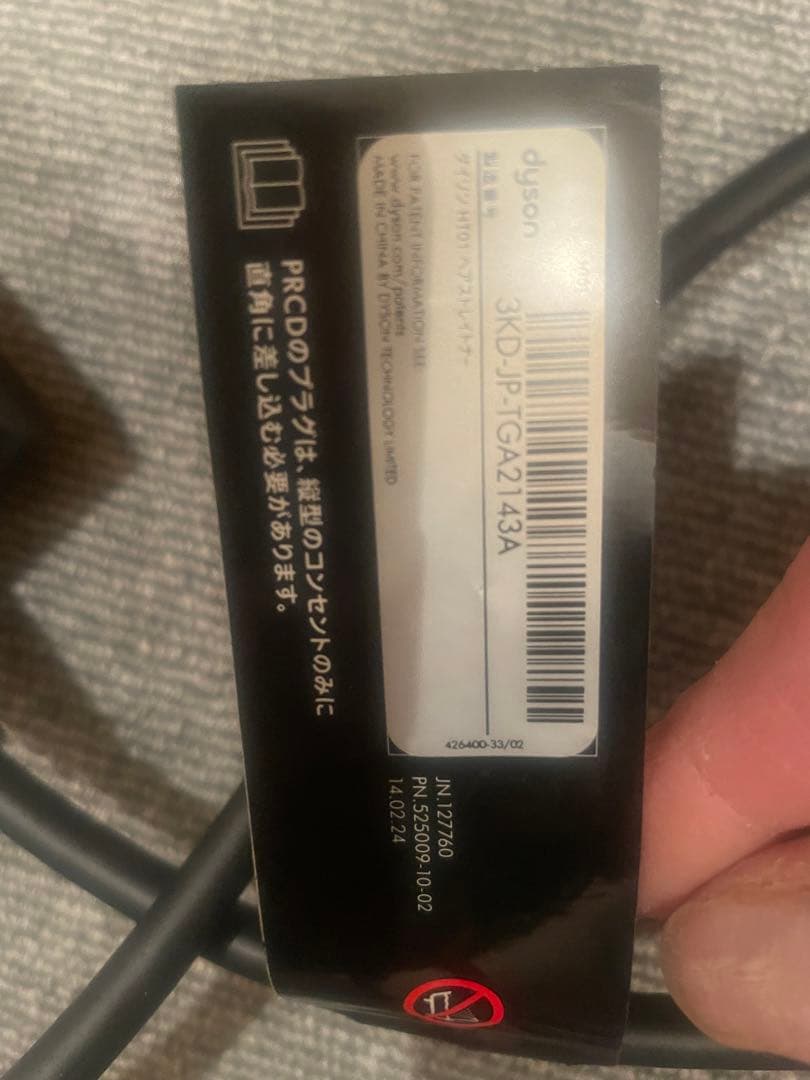 dyson
製造番号
3KD-JP-TGA2143A
ダイソン HT01 ヘアストレイトナー
FOR PATENT INFORMATION SEE
www.dyson.com/patents
MADE IN CHINA BY DYSON TECHNOLOGY LIMITED
426400-33/02
PRCDのプラグは、縦型のコンセントのみに
直角に差し込む必要があります。
JN.127760
PN.525009-10-02
14.02.24